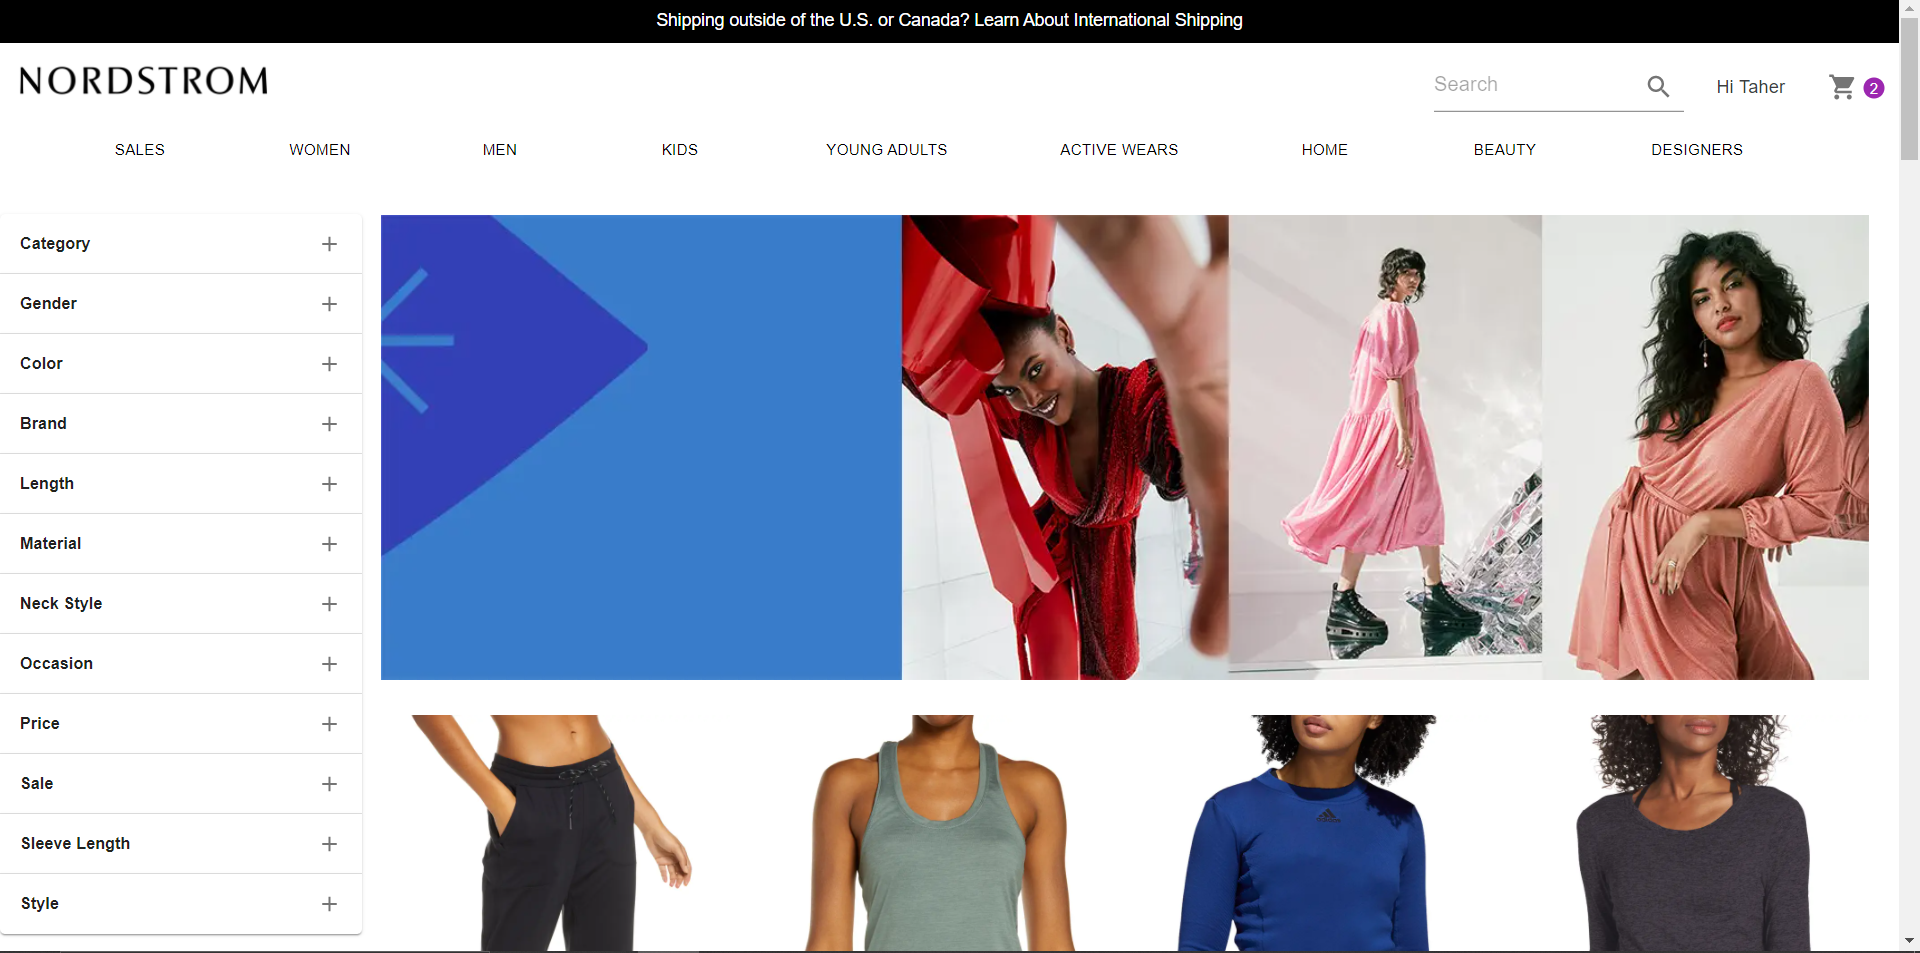 Shipping outside of the U.S. or Canada? Learn About International Shipping
NORDSTROM
Search
Hi Taher
2
SALES WOMEN MEN KIDS YOUNG ADULTS ACTIVE WEARS HOME BEAUTY DESIGNERS
Category
Gender
Color
Brand
Length
Material
Neck Style
Occasion
Price
Sale
Sleeve Length
Style